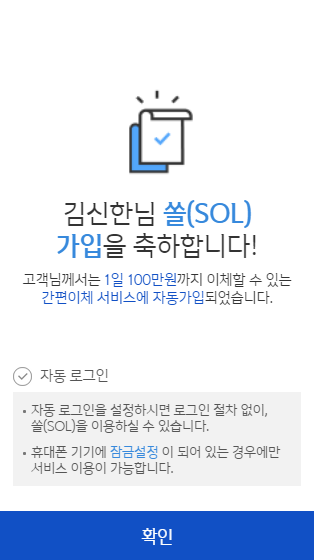 김신한님 쏠(SOL)
가입을 축하합니다!
고객님께서는 1일 100만원까지 이체할 수 있는
간편이체 서비스에 자동가입되었습니다.
자동 로그인
• 자동 로그인을 설정하시면 로그인 절차 없이,
쏠(SOL)을 이용하실 수 있습니다.
• 휴대폰 기기에 잠금설정 이 되어 있는 경우에만
서비스 이용이 가능합니다.
확인